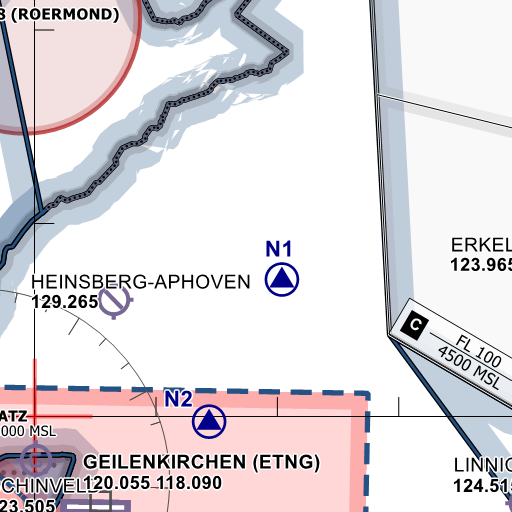 3 (ROERMOND)
N1
ERKEL
123.965
HEINSBERG-APHOVEN
129.265
C
FL 100
4500 MSL
N2
ATZ
000 MSL
GEILENKIRCHEN (ETNG)
120.055 118.090
CHINVEL
23.505
LINNIC
124.515